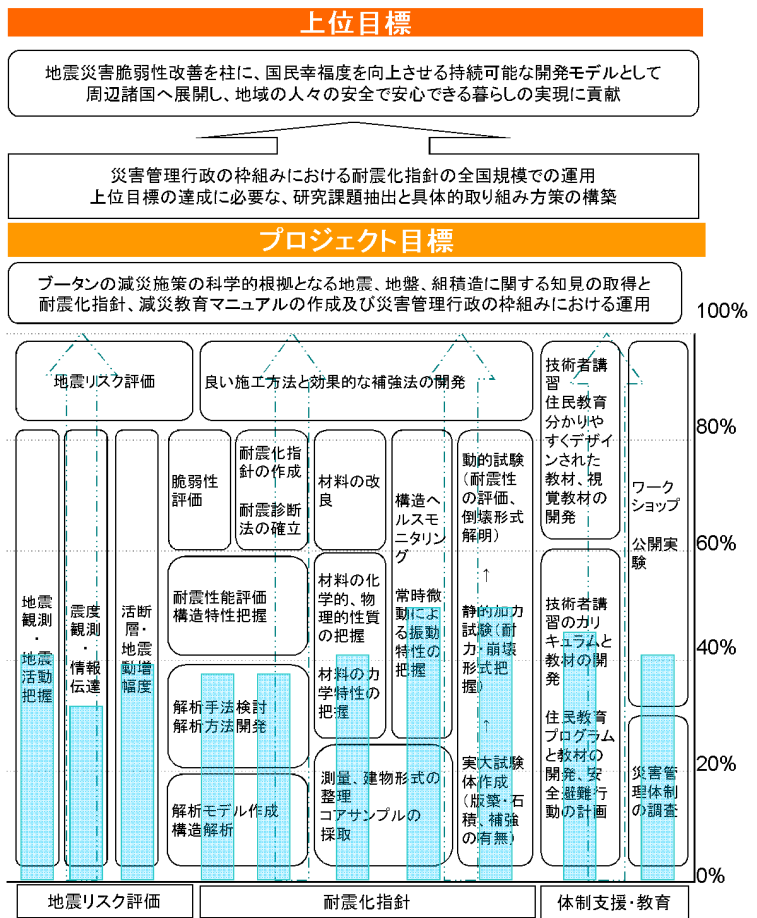 上位目標
地震災害脆弱性改善を柱に、国民幸福度を向上させる持続可能な開発モデルとして
周辺諸国へ展開し、地域の人々の安全で安心できる暮らしの実現に貢献
災害管理行政の枠組みにおける耐震化指針の全国規模での運用
上位目標の達成に必要な、研究課題抽出と具体的取り組み方策の構築
プロジェクト目標
ブータンの減災施策の科学的根拠となる地震、地盤、組積造に関する知見の取得と
耐震化指針、減災教育マニュアルの作成及び災害管理行政の枠組みにおける運用
100%
80%
60%
40%
20%
0%
地震リスク評価
良い施工方法と効果的な補強法の開発
地震
観測
・
地震
活動
把握
震度
観測
・
情報
伝達
活断
層・地
震動増
幅度
脆弱性
評価
耐震化指
針の作成
耐震診断
法の確立
耐震性能評価
構造特性把握
解析手法検討
解析方法開発
解析モデル作成
構造解析
材料の改
良
材料の化
学的、物
理的性質
の把握
材料の力
学特性の
把握
測量、建物形式の
整理
コアサンプルの
採取
構造ヘ
ルスモ
ニタリン
グ
常時微
動によ
る振動
特性の
把握
動的試験
(耐震性
の評価、
倒壊形式
解明)
↑
静的加力
試験(耐
力・崩壊
形式把
握)
↑
実大試験
体作成
(版築・石
積、補強
の有無)
技術者講
習
住民教育
分かりや
すくデザイ
ンされた
教材、視
覚教材の
開発
技術者講
習のカリ
キュラムと
教材の開
発
住民教育
プログラム
と教材の
開発、安
全避難行
動の計画
ワーク
ショップ
公開実
験
災害管
理体制
の調査
地震リスク評価
耐震化指針
体制支援・教育